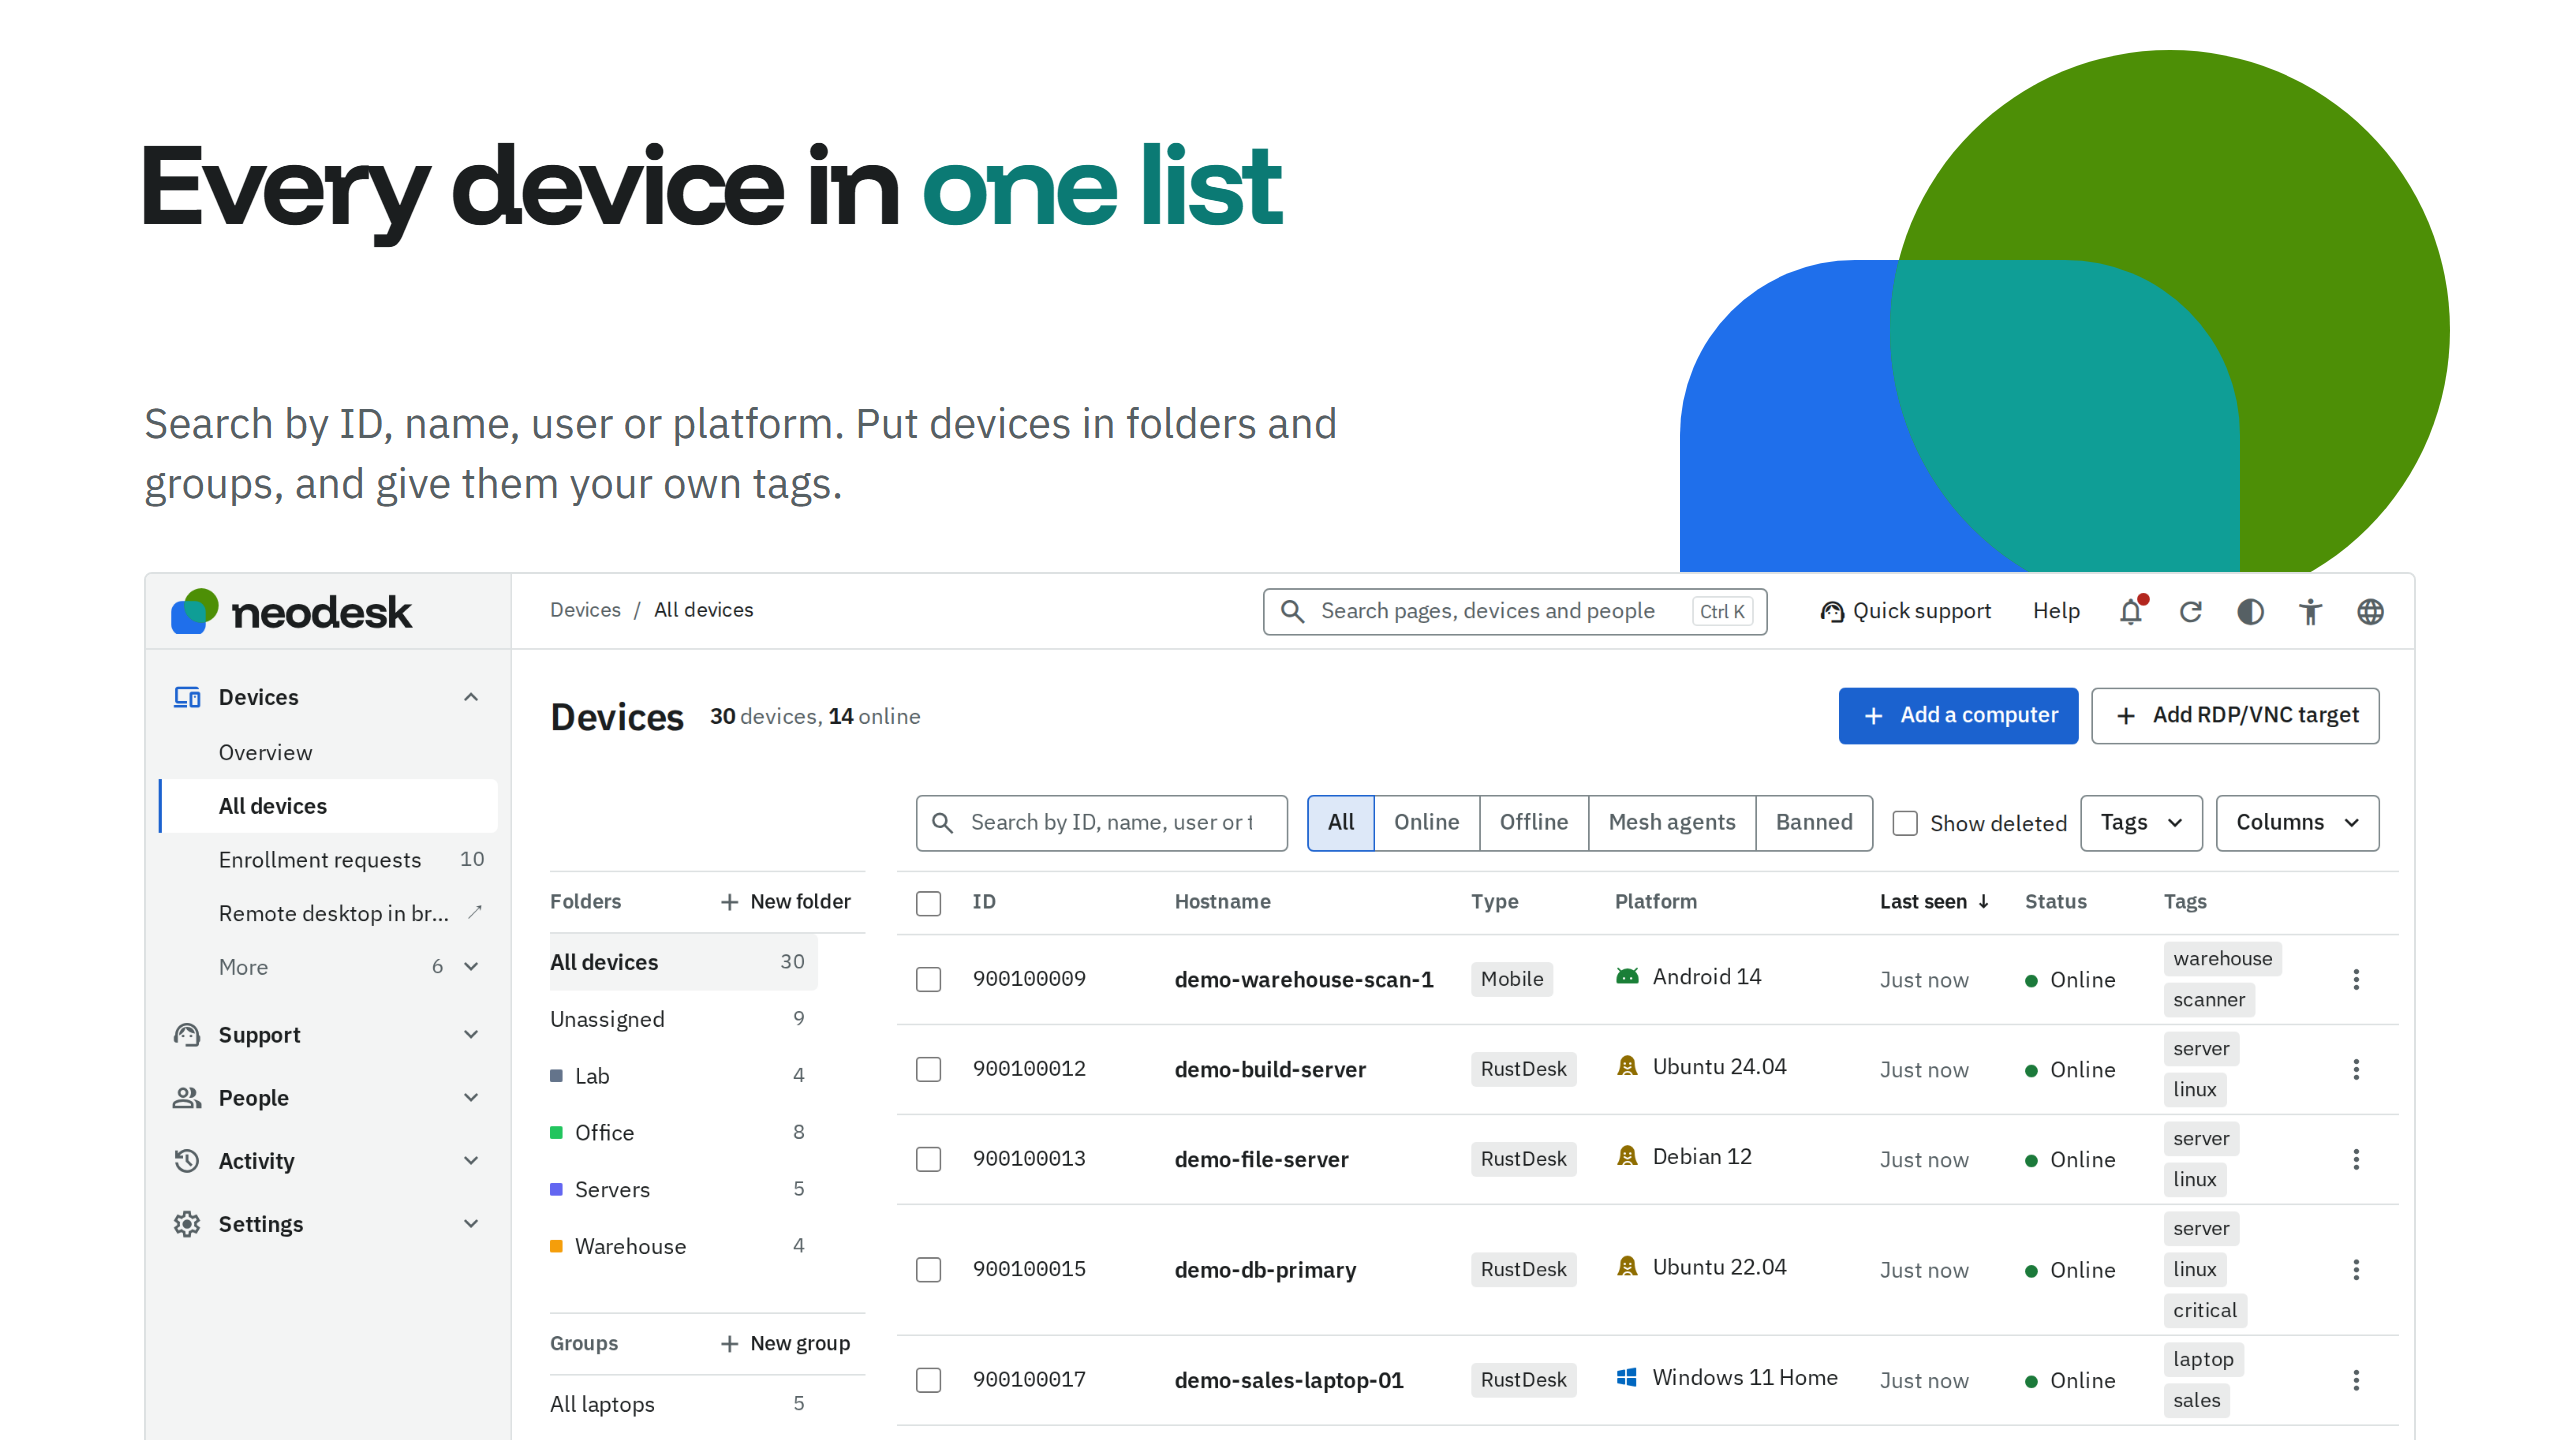 Every device in one list
Search by ID, name, user or platform. Put devices in folders and
groups, and give them your own tags.
neodesk
Devices / All devices
Search pages, devices and people Ctrl K
Quick support
Help
Devices
Overview
All devices
Enrollment requests 10
Remote desktop in br...
More 6
Support
People
Activity
Settings
Devices 30 devices, 14 online
Add a computer
Add RDP/VNC target
Search by ID, name, user or t
All Online Offline Mesh agents Banned
Show deleted
Tags
Columns
Folders New folder
All devices 30
Unassigned 9
Lab 4
Office 8
Servers 5
Warehouse 4
Groups New group
All laptops 5
ID Hostname Type Platform Last seen ↓ Status Tags
900100009 demo-warehouse-scan-1 Mobile Android 14 Just now Online warehouse
scanner
900100012 demo-build-server RustDesk Ubuntu 24.04 Just now Online server
linux
900100013 demo-file-server RustDesk Debian 12 Just now Online server
linux
900100015 demo-db-primary RustDesk Ubuntu 22.04 Just now Online server
linux
critical
900100017 demo-sales-laptop-01 RustDesk Windows 11 Home Just now Online laptop
sales